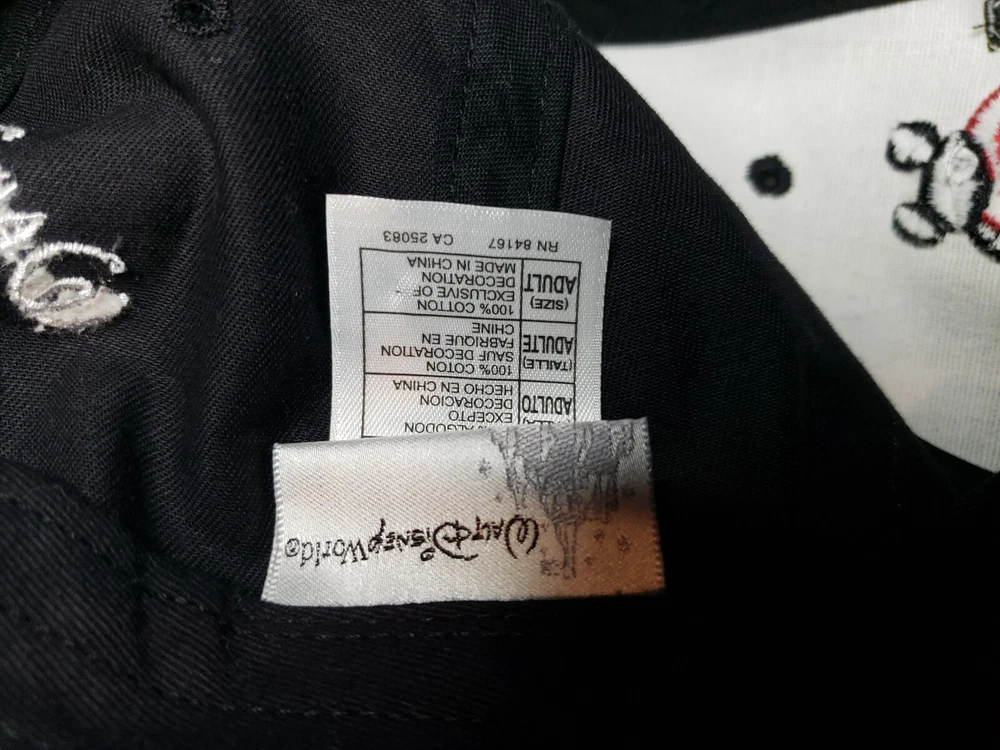 Walt Disney World®
ALGODON
EXCEPTO
ADULTO DECORACION
HECHO EN CHINA
(TAILLE) 100% COTON
ADULTE SAUF DECORATION
FABRIQUE EN
CHINE
(SIZE) 100% COTTON
ADULT EXCLUSIVE OF
DECORATION
MADE IN CHINA
RN 84167 CA 25083